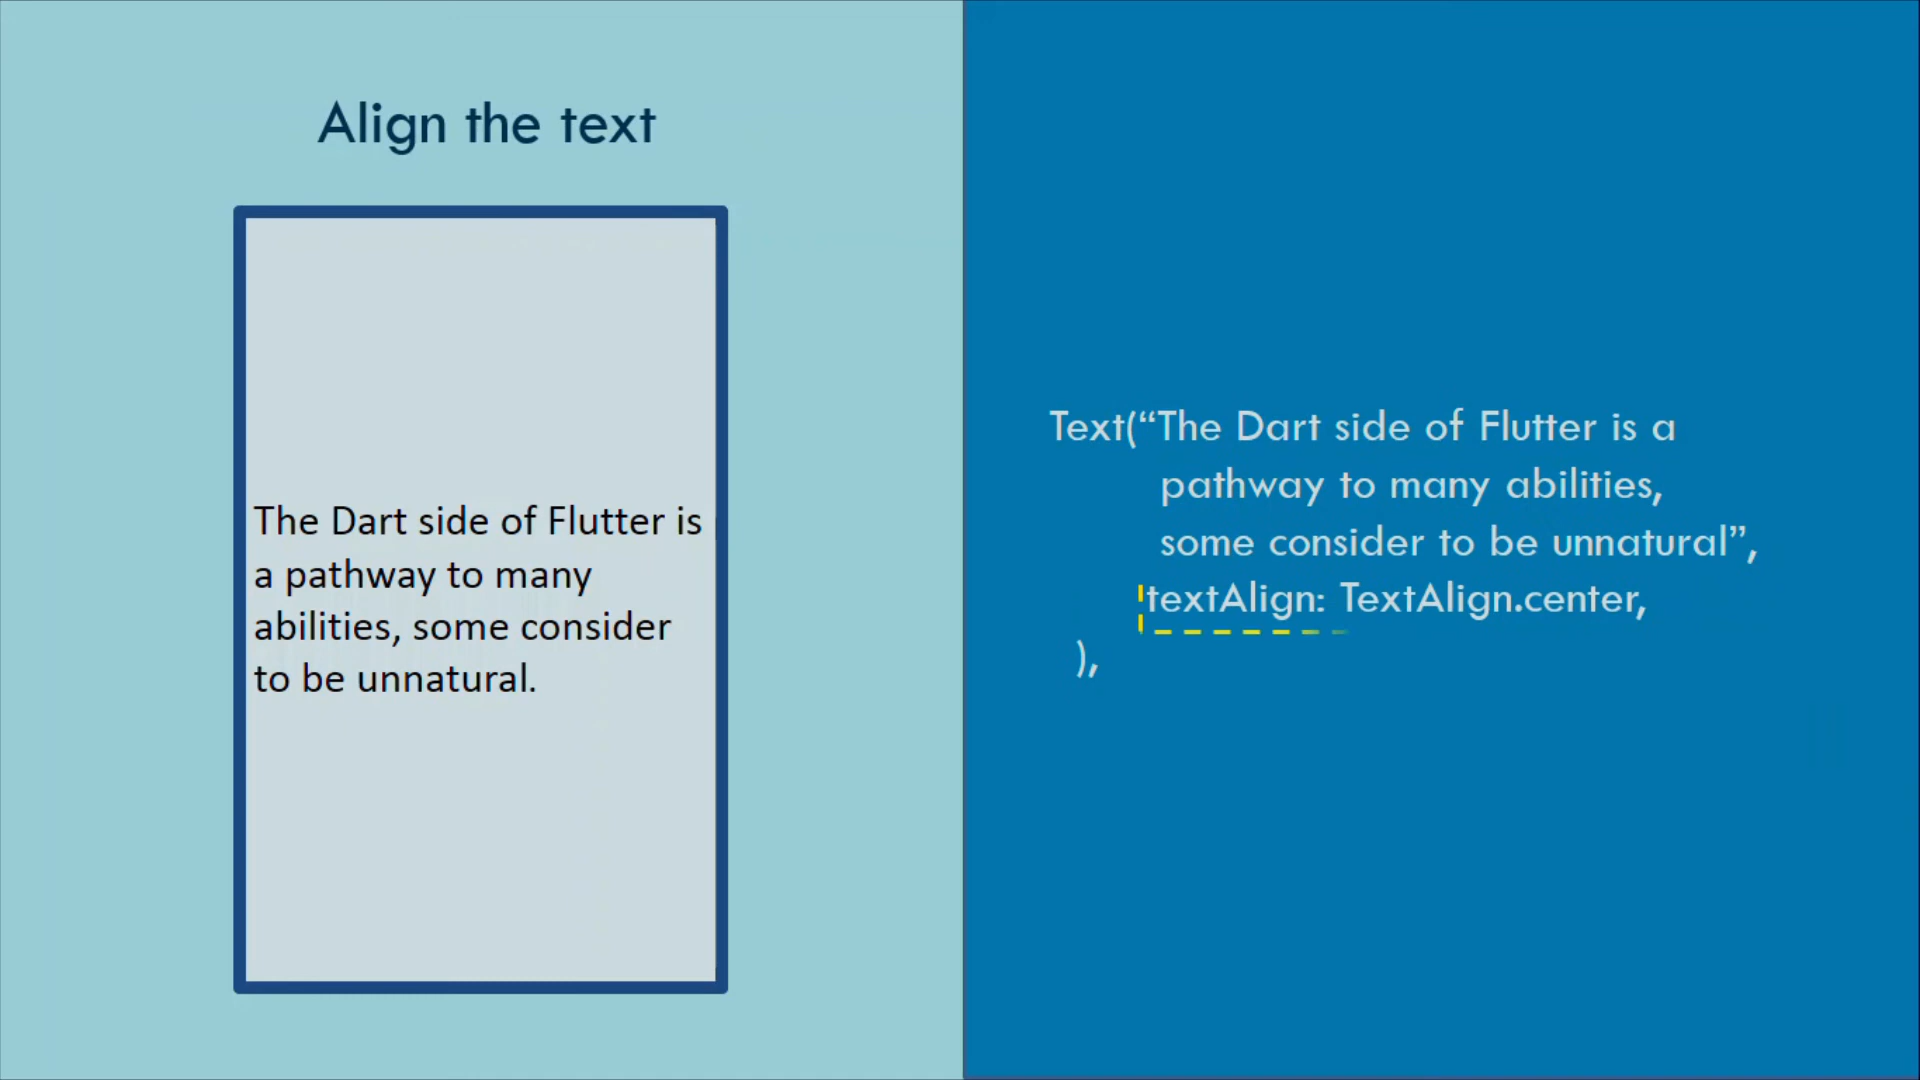 Align the text
The Dart side of Flutter is
a pathway to many
abilities, some consider
to be unnatural.
Text(“The Dart side of Flutter is a
pathway to many abilities,
some consider to be unnatural”,
textAlign: TextAlign.center,
),